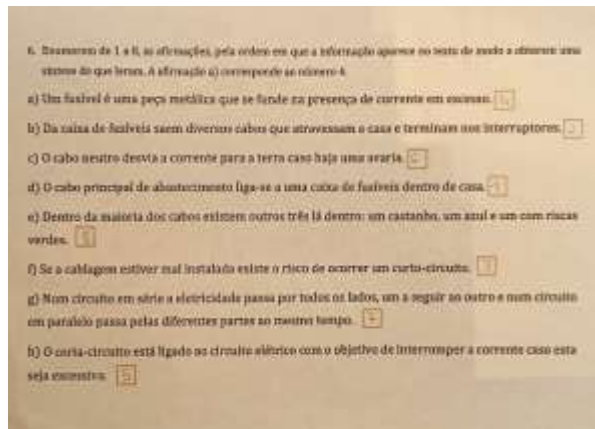 6. Enumerem de 1 a 8, as afirmações, pela ordem em que a informação aparece no texto de modo a obterem uma
síntese do que leram. A afirmação a) corresponde ao número 4.
a) Um fusível é uma peça metálica que se funde na presença de corrente em excesso.
b) Da caixa de fusíveis saem diversos cabos que atravessam a casa e terminam nos interruptores.
c) O cabo neutro desvia a corrente para a terra caso haja uma avaria.
d) O cabo principal de abastecimento liga-se a uma caixa de fusíveis dentro de casa.
e) Dentro da maioria dos cabos existem outros três lá dentro: um castanho, um azul e um com riscas
verdes.
f) Se a cablagem estiver mal instalada existe o risco de ocorrer um curto-circuito.
g) Num circuito em série a eletricidade passa por todos os lados, um a seguir ao outro e num circuito
em paralelo passa pelas diferentes partes ao mesmo tempo.
h) O curto-circuito está ligado ao circuito elétrico com o objetivo de interromper a corrente caso esta
seja excessiva. 5